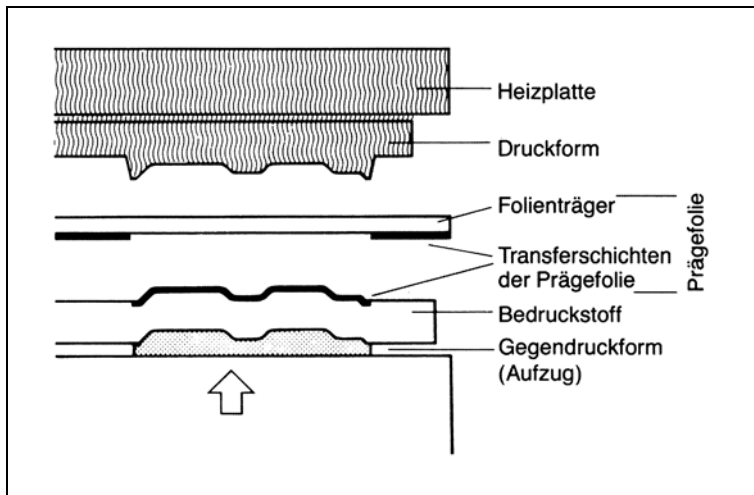 Heizplatte
Druckform
Folienträger
Transferschichten
der Prägefolie
Prägefolie
Bedruckstoff
Gegendruckform
(Aufzug)